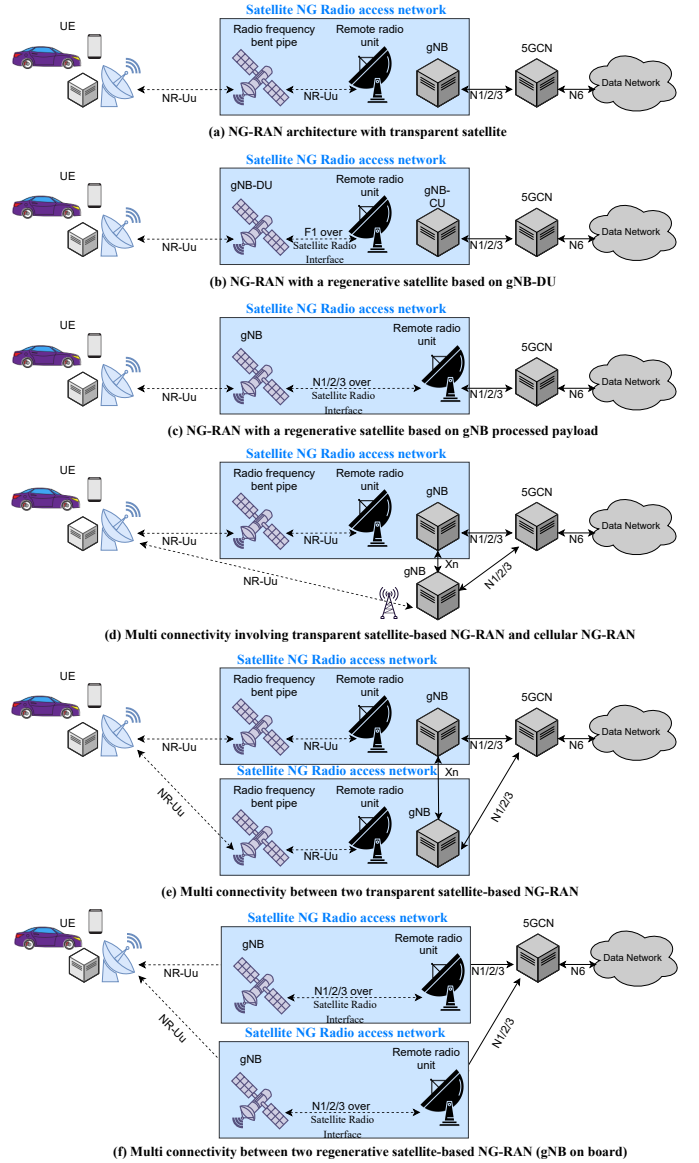 Satellite NG Radio access network
UE
Radio frequency
bent pipe
Remote radio
unit
gNB
5GCN
Data Network
NR-Uu
NR-Uu
N1/2/3
N6
(a) NG-RAN architecture with transparent satellite
Satellite NG Radio access network
UE
gNB-DU
Remote radio
unit
gNB-
CU
5GCN
Data Network
NR-Uu
F1 over
Satellite Radio
Interface
N1/2/3
N6
(b) NG-RAN with a regenerative satellite based on gNB-DU
Satellite NG Radio access network
UE
gNB
Remote radio
unit
5GCN
Data Network
NR-Uu
N1/2/3 over
Satellite Radio
Interface
N1/2/3
N6
(c) NG-RAN with a regenerative satellite based on gNB processed payload
Satellite NG Radio access network
UE
Radio frequency
bent pipe
Remote radio
unit
gNB
5GCN
Data Network
NR-Uu
NR-Uu
N1/2/3
N6
Xn
NR-Uu
gNB
N1/2/3
(d) Multi connectivity involving transparent satellite-based NG-RAN and cellular NG-RAN
Satellite NG Radio access network
UE
Radio frequency
bent pipe
Remote radio
unit
gNB
5GCN
Data Network
NR-Uu
NR-Uu
N1/2/3
N6
Satellite NG Radio access network
Xn
NR-Uu
Radio frequency
bent pipe
Remote radio
unit
gNB
N1/2/3
NR-Uu
(e) Multi connectivity between two transparent satellite-based NG-RAN
Satellite NG Radio access network
UE
gNB
Remote radio
unit
5GCN
Data Network
NR-Uu
N1/2/3 over
Satellite Radio
Interface
N1/2/3
N6
Satellite NG Radio access network
NR-Uu
gNB
Remote radio
unit
N1/2/3
N1/2/3 over
Satellite Radio
Interface
(f) Multi connectivity between two regenerative satellite-based NG-RAN (gNB on board)